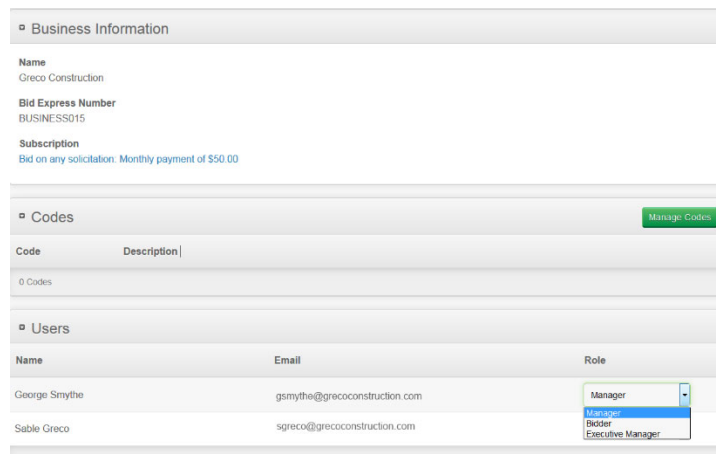 Business Information
Name
Greco Construction
Bid Express Number
BUSINESS015
Subscription
Bid on any solicitation: Monthly payment of $50.00
Codes
Manage Codes
Code Description
0 Codes
Users
Name Email Role
George Smythe gsmythe@grecoconstruction.com Manager
Manager
Bidder
Sable Greco sgreco@grecoconstruction.com
Executive Manager